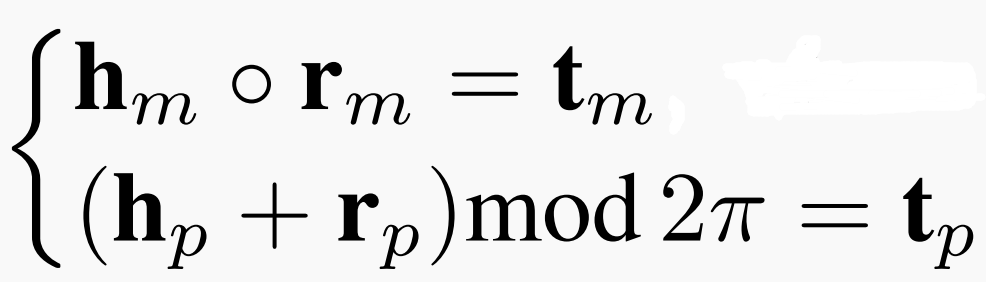 h_m ∘ r_m = t_m
(h_p + r_p) mod 2π = t_p